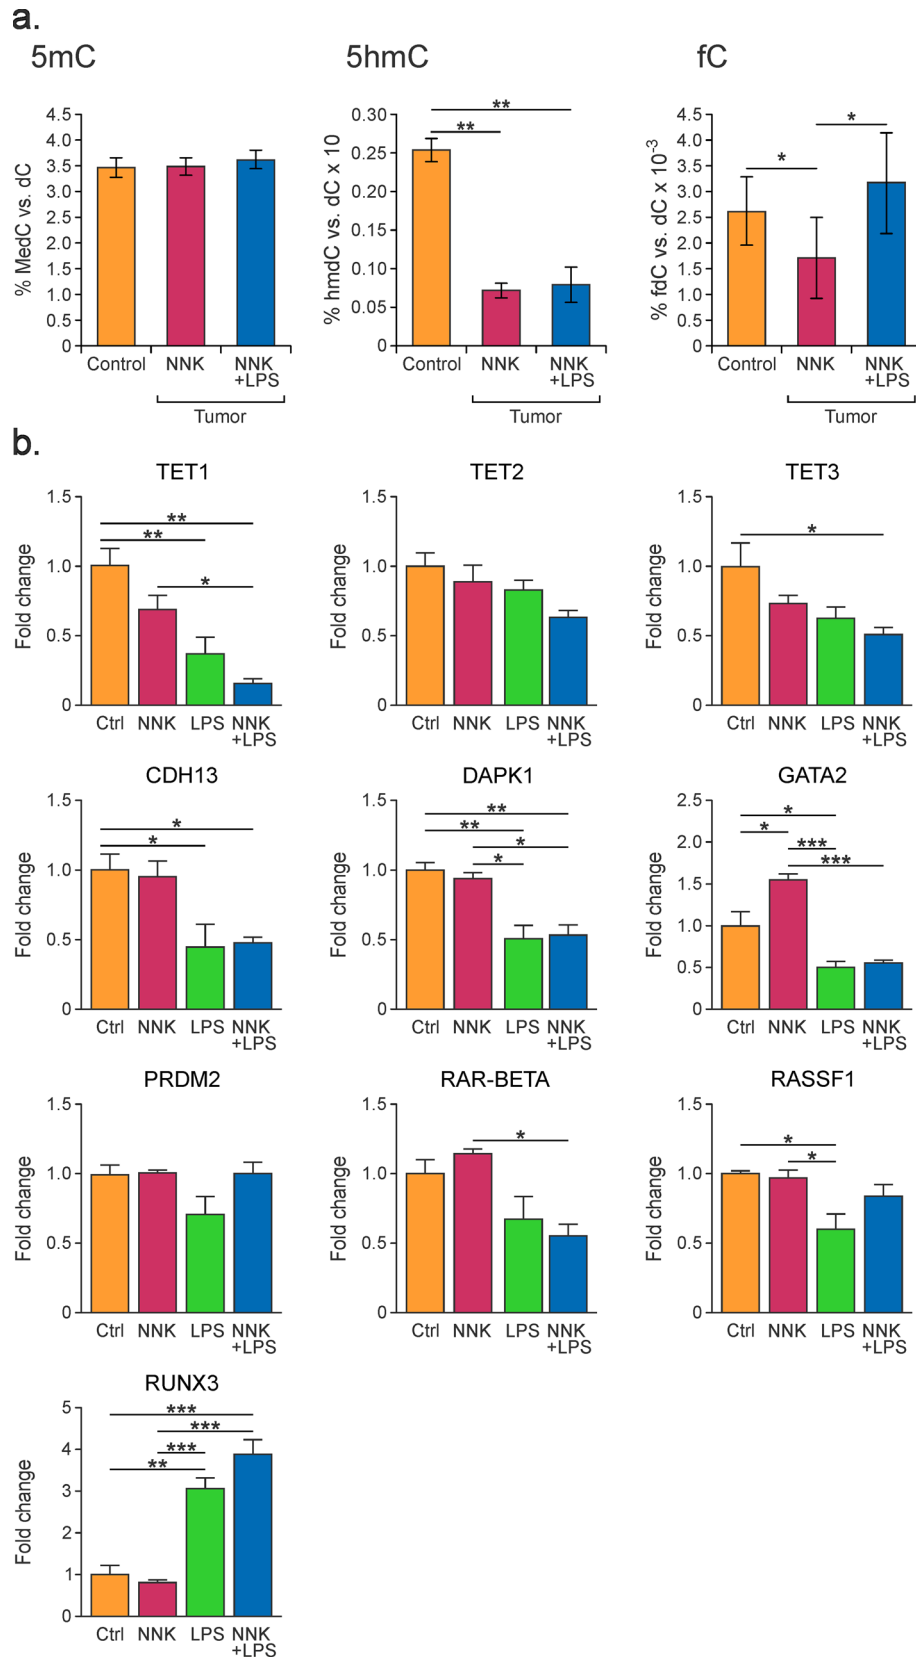 a.
5mC 5hmC fC
% MedC vs. dC
4.5
4.0
3.5
3.0
2.5
2.0
1.5
1.0
0.5
0
Control NNK NNK
+LPS
Tumor
% hmdC vs. dC x 10
0.30
0.25
0.20
0.15
0.10
0.05
0
**
**
Control NNK NNK
+LPS
Tumor
% fdC vs. dC x 10-3
4.5
4.0
3.5
3.0
2.5
2.0
1.5
1.0
0.5
0
*
*
Control NNK NNK
+LPS
Tumor
b.
TET1
Fold change
1.5
1.0
0.5
0
**
**
*
Ctrl NNK LPS NNK
+LPS
TET2
Fold change
1.5
1.0
0.5
0
Ctrl NNK LPS NNK
+LPS
TET3
Fold change
1.5
1.0
0.5
0
*
Ctrl NNK LPS NNK
+LPS
CDH13
Fold change
1.5
1.0
0.5
0
*
*
Ctrl NNK LPS NNK
+LPS
DAPK1
Fold change
1.5
1.0
0.5
0
**
**
*
*
Ctrl NNK LPS NNK
+LPS
GATA2
Fold change
2.5
2.0
1.5
1.0
0.5
0
*
*
***
***
Ctrl NNK LPS NNK
+LPS
PRDM2
Fold change
1.5
1.0
0.5
0
Ctrl NNK LPS NNK
+LPS
RAR-BETA
Fold change
1.5
1.0
0.5
0
*
Ctrl NNK LPS NNK
+LPS
RASSF1
Fold change
1.5
1.0
0.5
0
*
*
Ctrl NNK LPS NNK
+LPS
RUNX3
Fold change
5
4
3
2
1
0
***
***
***
**
Ctrl NNK LPS NNK
+LPS